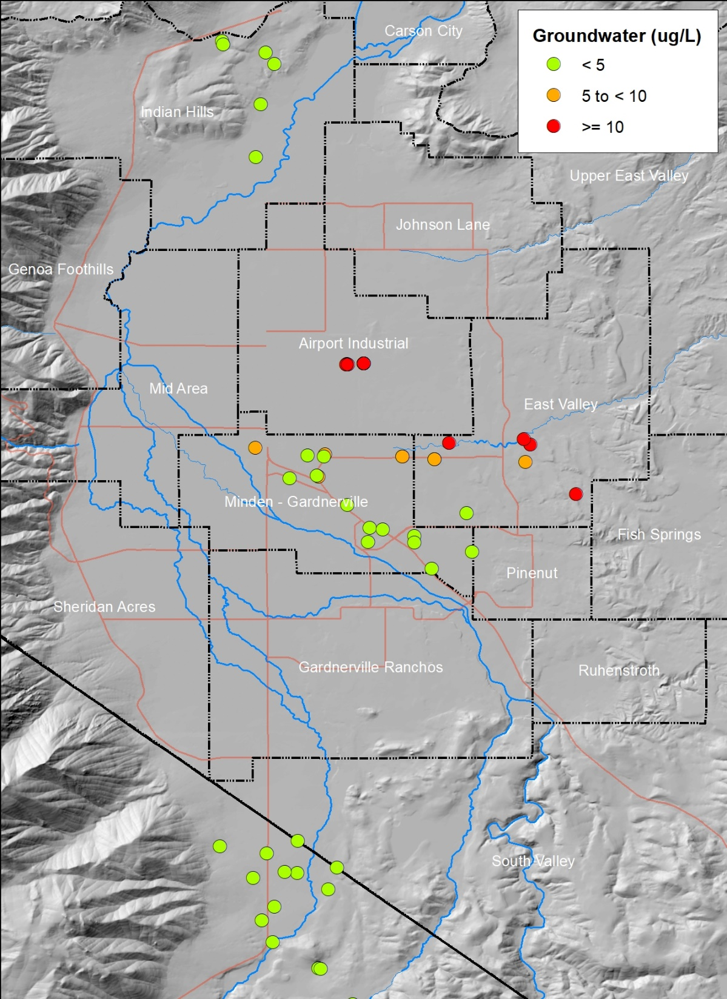 Carson City
Groundwater (ug/L)
< 5
5 to < 10
>= 10
Indian Hills
Upper East Valley
Johnson Lane
Genoa Foothills
Airport Industrial
Mid Area
East Valley
Minden - Gardnerville
Fish Springs
Pinenut
Sheridan Acres
Gardnerville Ranchos
Ruhenstroth
South Valley